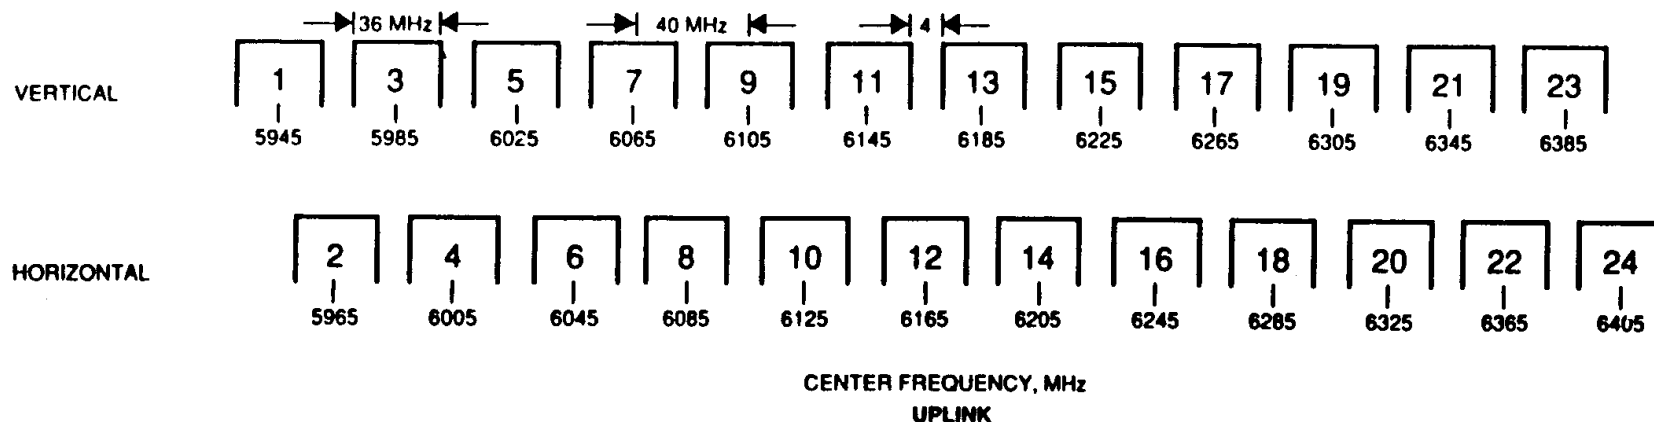 36 MHz 40 MHz 4
VERTICAL 1 3 5 7 9 11 13 15 17 19 21 23
5945 5985 6025 6065 6105 6145 6185 6225 6265 6305 6345 6385
HORIZONTAL 2 4 6 8 10 12 14 16 18 20 22 24
5965 6005 6045 6085 6125 6165 6205 6245 6285 6325 6365 6405
CENTER FREQUENCY, MHz
UPLINK